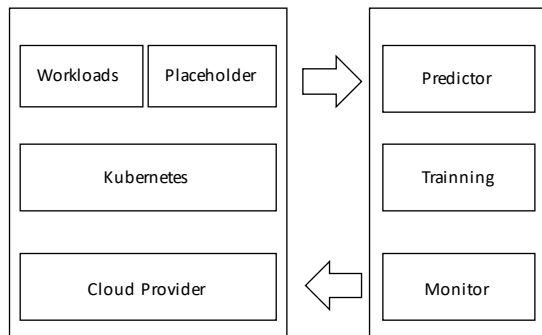 Workloads
Placeholder
Predictor
Kubernetes
Trainning
Cloud Provider
Monitor